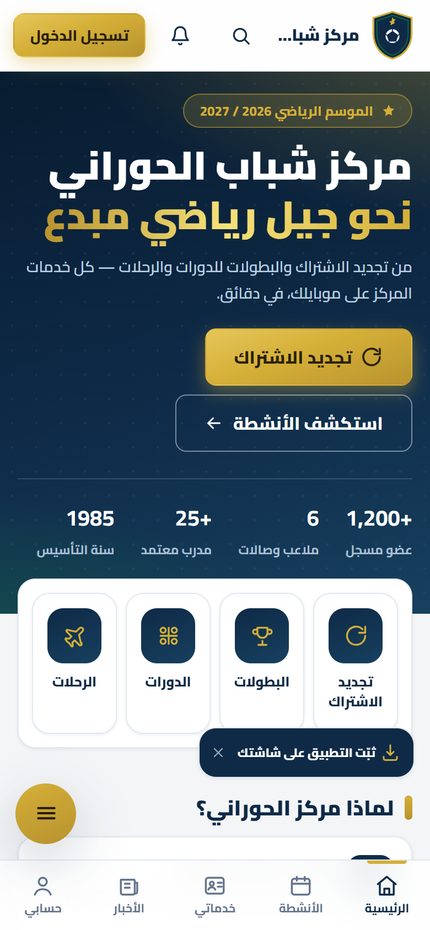 مركز شبا...
تسجيل الدخول
الموسم الرياضي 2026 / 2027
مركز شباب الحوراني
نحو جيل رياضي مبدع
من تجديد الاشتراك والبطولات للدورات والرحلات — كل خدمات
المركز على موبايلك، في دقائق.
تجديد الاشتراك
استكشف الأنشطة
1,200+
6
25+
1985
عضو مسجل
ملاعب وصالات
مدرب معتمد
سنة التأسيس
تجديد
الاشتراك
البطولات
الدورات
الرحلات
ثبّت التطبيق على شاشتك
لماذا مركز الحوراني؟
الرئيسية
الأنشطة
خدماتي
الأخبار
حسابي